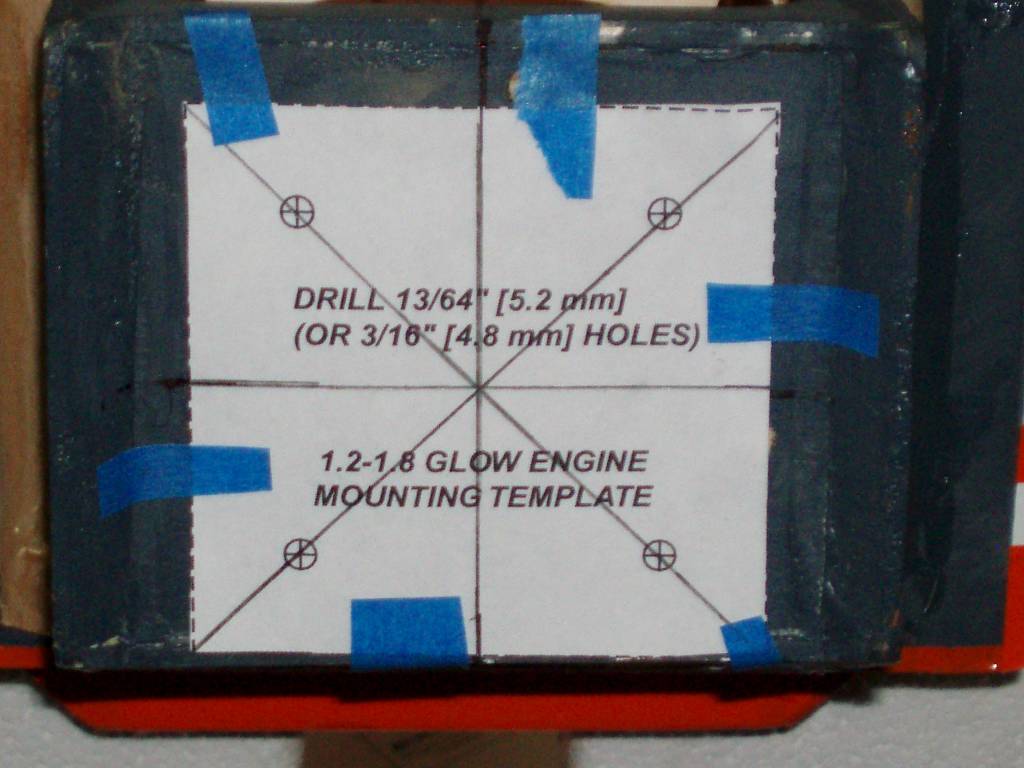 DRILL 13/64" [5.2 mm]
(OR 3/16" [4.8 mm] HOLES)
1.2-1.8 GLOW ENGINE
MOUNTING TEMPLATE